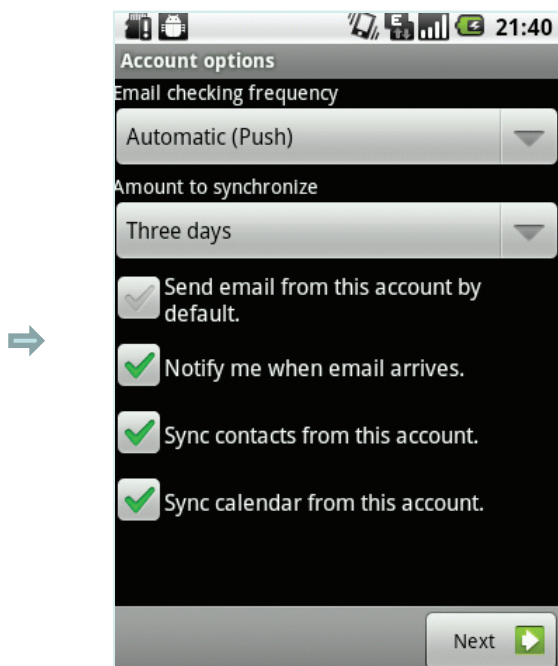 E
21:40
Account options
Email checking frequency
Automatic (Push)
Amount to synchronize
Three days
Send email from this account by
default.
Notify me when email arrives.
Sync contacts from this account.
Sync calendar from this account.
Next